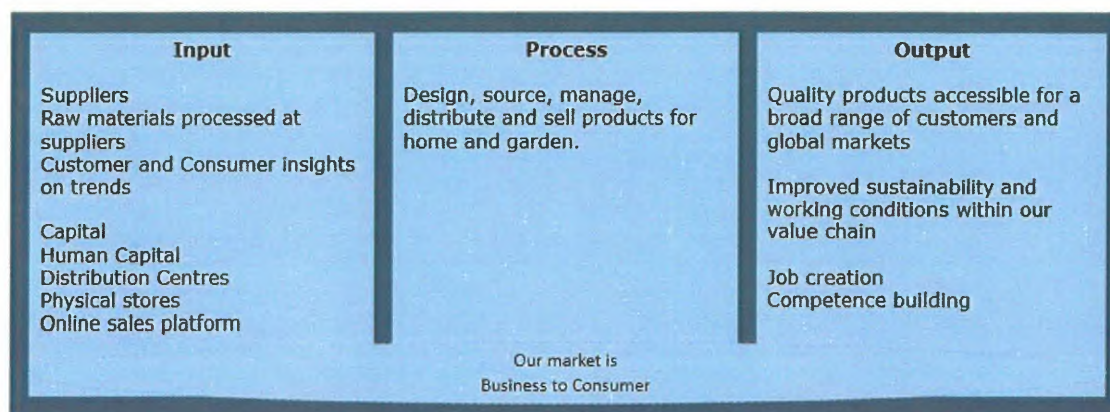 Input
Suppliers
Raw materials processed at
suppliers
Customer and Consumer insights
on trends
Capital
Human Capital
Distribution Centres
Physical stores
Online sales platform
Process
Design, source, manage,
distribute and sell products for
home and garden.
Output
Quality products accessible for a
broad range of customers and
global markets
Improved sustainability and
working conditions within our
value chain
Job creation
Competence building
Our market is
Business to Consumer